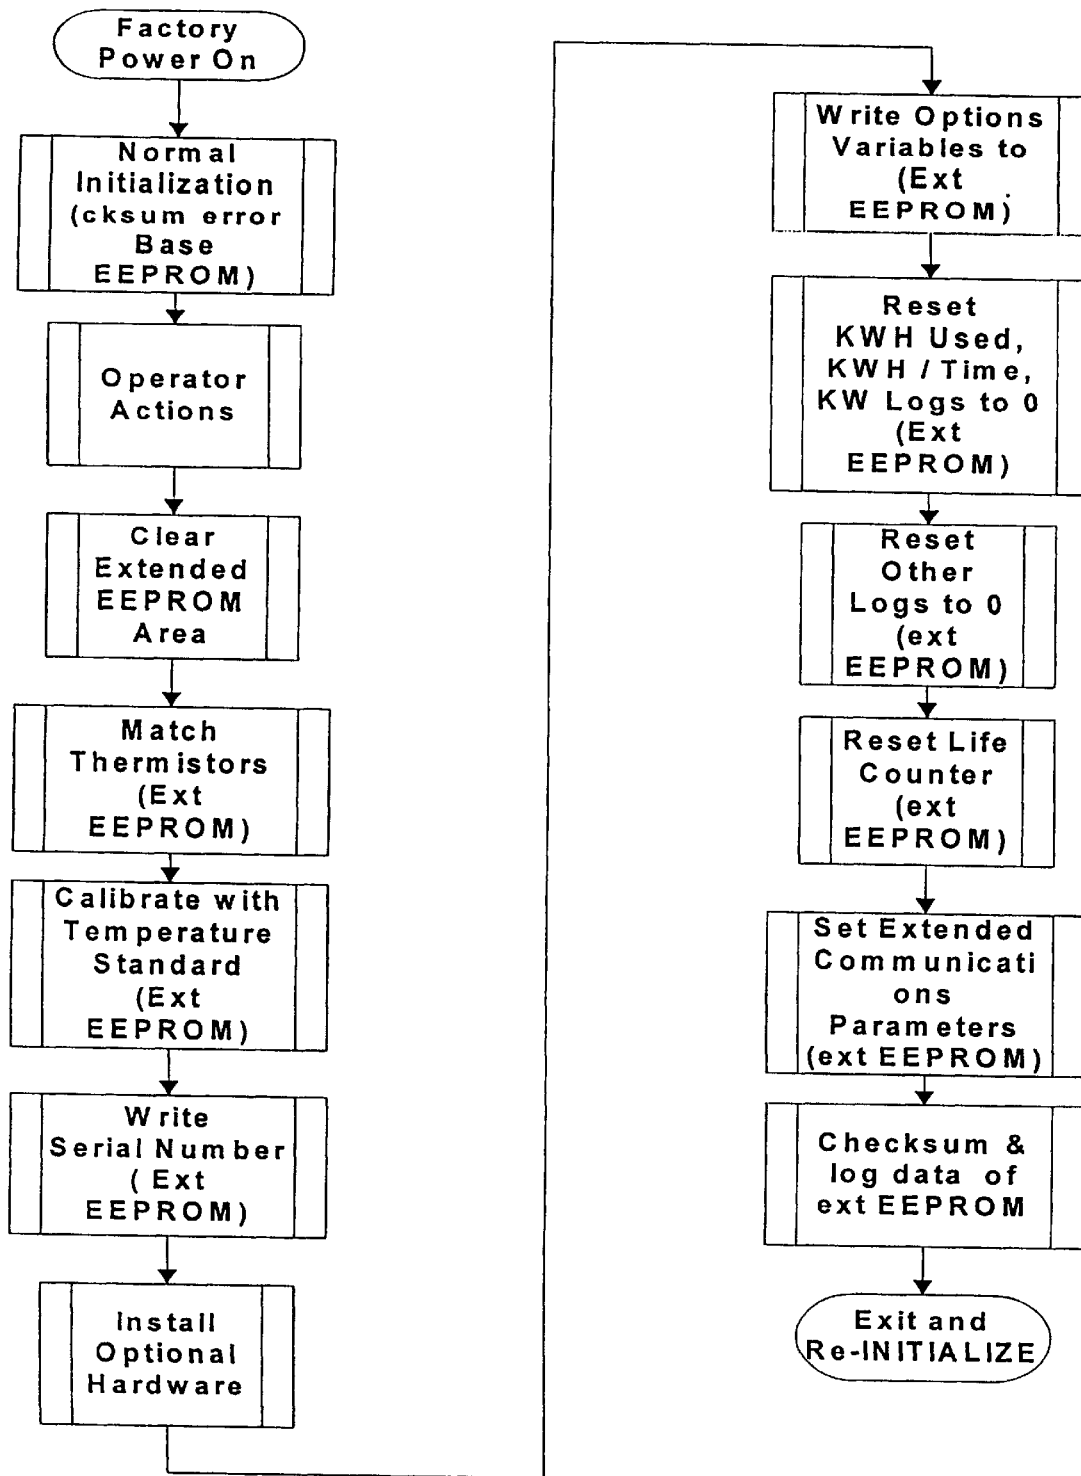 Factory
Power On
Normal
Initialization
(cksum error
Base
EEPROM)
Operator
Actions
Clear
Extended
EEPROM
Area
Match
Thermistors
(Ext
EEPROM)
Calibrate with
Temperature
Standard
(Ext
EEPROM)
Write
Serial Number
( Ext
EEPROM)
Install
Optional
Hardware
Write Options
Variables to
(Ext
EEPROM)
Reset
KWH Used,
KWH / Time,
KW Logs to 0
(Ext
EEPROM)
Reset
Other
Logs to 0
(ext
EEPROM)
Reset Life
Counter
(ext
EEPROM)
Set Extended
Communicati
ons
Parameters
(ext EEPROM)
Checksum &
log data of
ext EEPROM
Exit and
Re-INITIALIZE